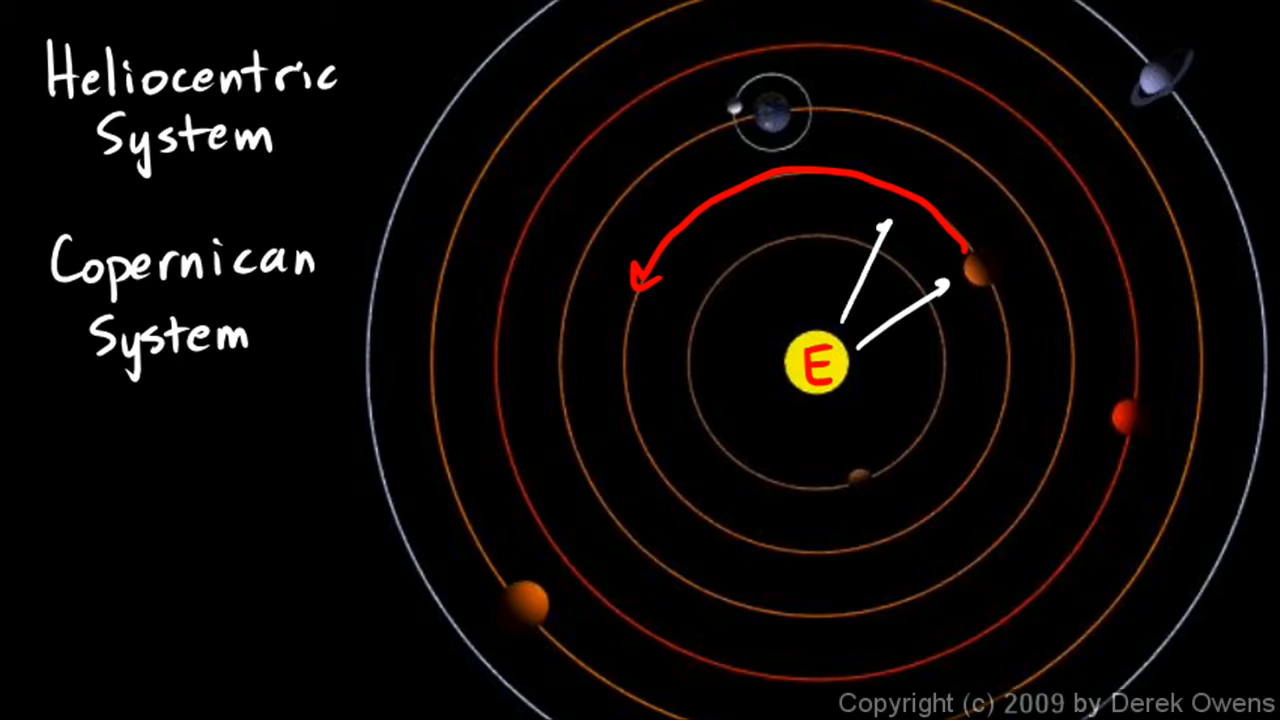 Heliocentric
System
Copernican
System
E
Copyright (c) 2009 by Derek Owens